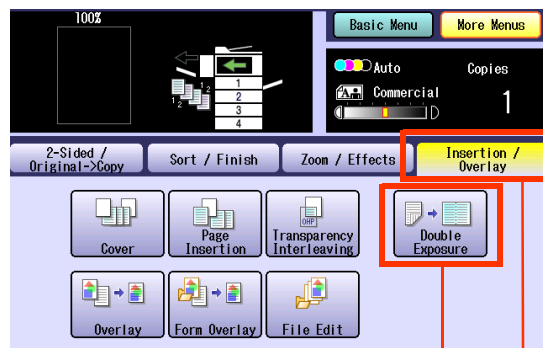 100%
Basic Menu
More Menus
Auto
Copies
Commercial
1
1 2
1 2
1
2
3
4
2-Sided /
Original->Copy
Sort / Finish
Zoom / Effects
Insertion /
Overlay
Cover
Page
Insertion
OHP
Transparency
Interleaving
Double
Exposure
Overlay
Form Overlay
File Edit